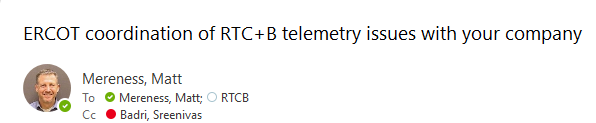 ERCOT coordination of RTC+B telemetry issues with your company
Mereness, Matt
To Mereness, Matt; RTCB
Cc Badri, Sreenivas